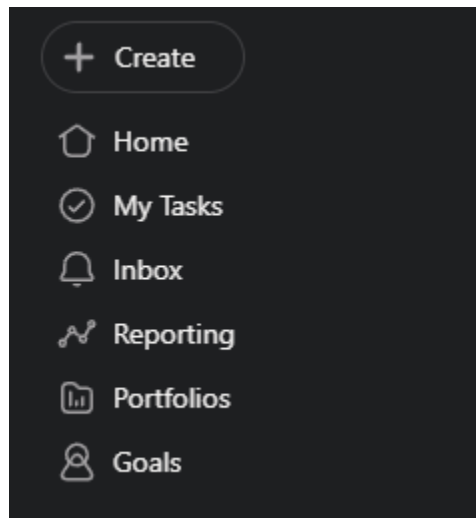 Create
Home
My Tasks
Inbox
Reporting
Portfolios
Goals